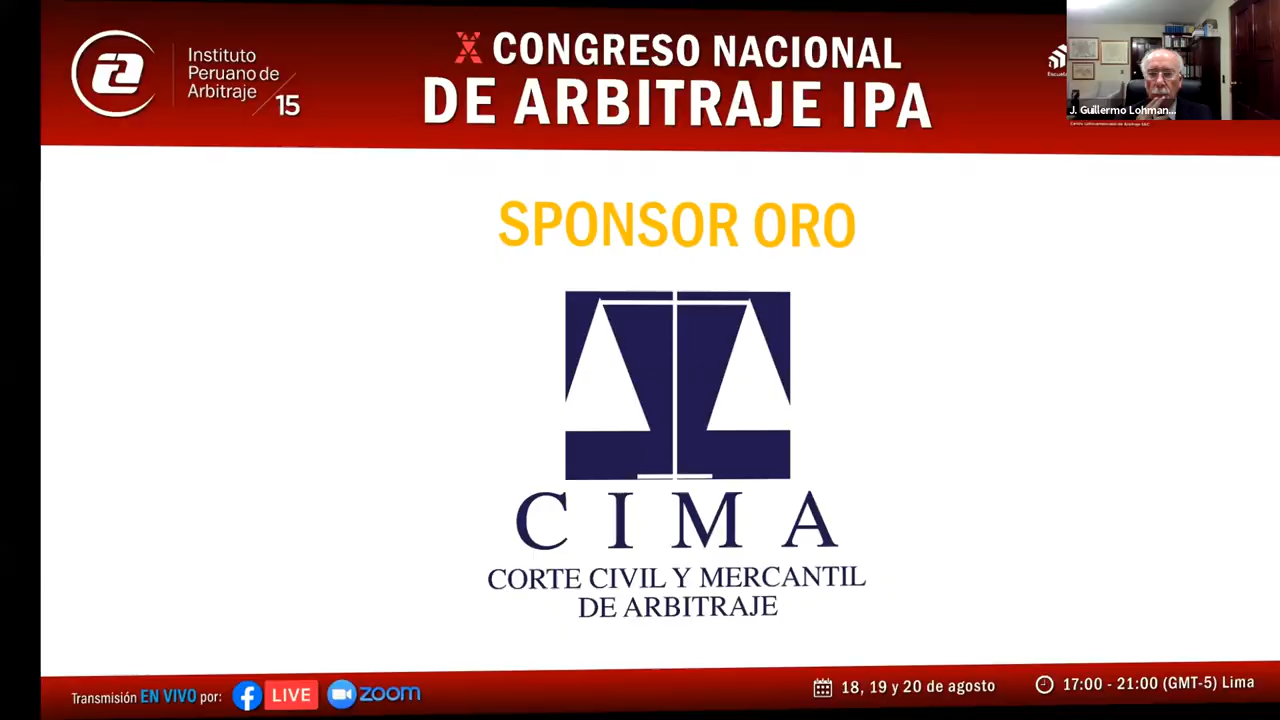 Instituto
Peruano de
Arbitraje
15
X CONGRESO NACIONAL
DE ARBITRAJE IPA
J. Guillermo Lohman...
SPONSOR ORO
C I M A
CORTE CIVIL Y MERCANTIL
DE ARBITRAJE
Transmisión EN VIVO por: LIVE zoom
18, 19 y 20 de agosto
17:00 - 21:00 (GMT-5) Lima